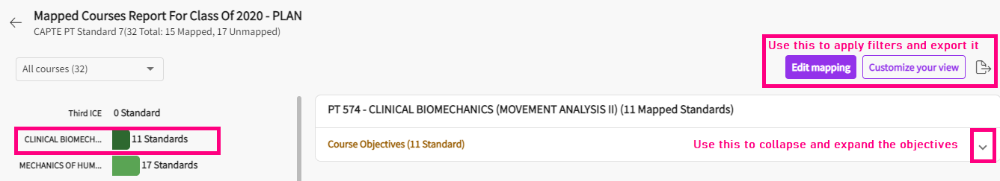 Mapped Courses Report For Class Of 2020 - PLAN
CAPTE PT Standard 7(32 Total: 15 Mapped, 17 Unmapped)
Use this to apply filters and export it
All courses (32)
Edit mapping
Customize your view
Third ICE 0 Standard
CLINICAL BIOMECH... 11 Standards
MECHANICS OF HUM... 17 Standards
PT 574 - CLINICAL BIOMECHANICS (MOVEMENT ANALYSIS II) (11 Mapped Standards)
Course Objectives (11 Standard)
Use this to collapse and expand the objectives